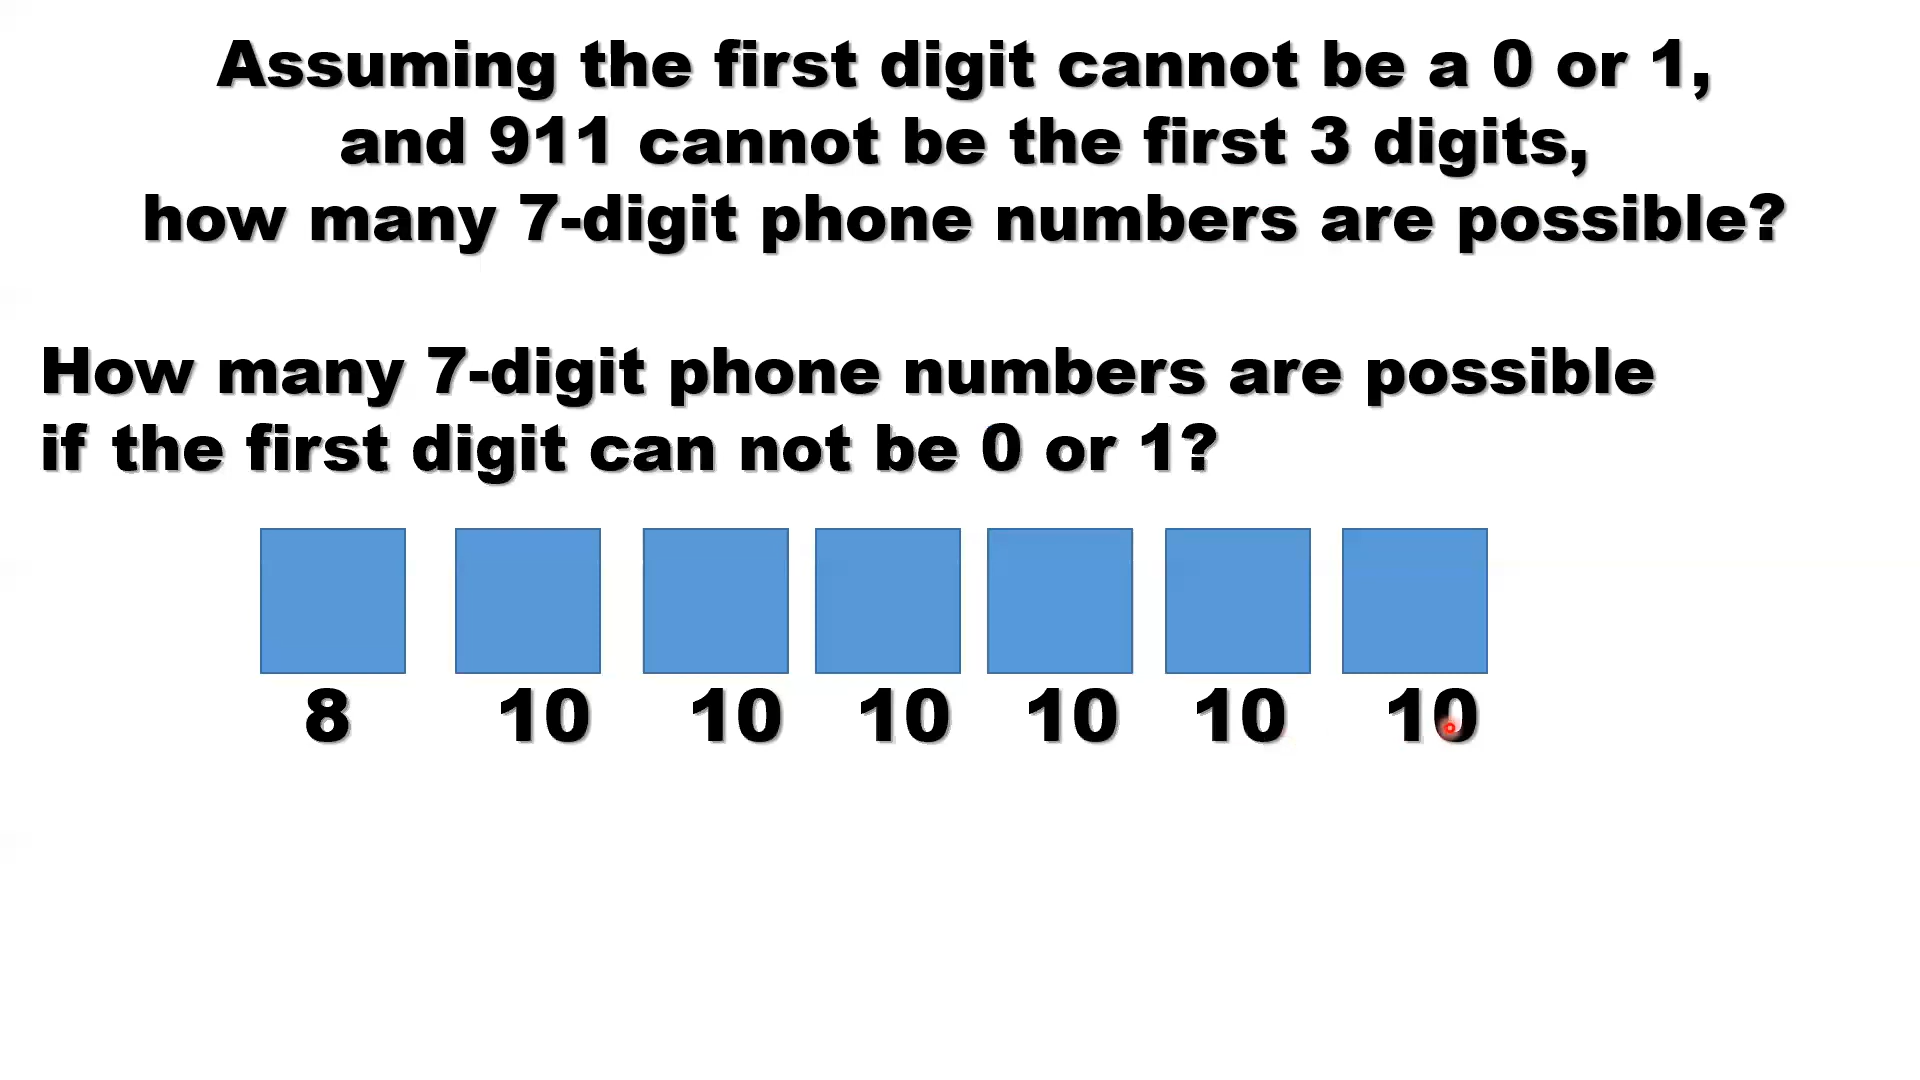 Assuming the first digit cannot be a 0 or 1,
and 911 cannot be the first 3 digits,
how many 7-digit phone numbers are possible?
How many 7-digit phone numbers are possible
if the first digit can not be 0 or 1?
8 10 10 10 10 10 10